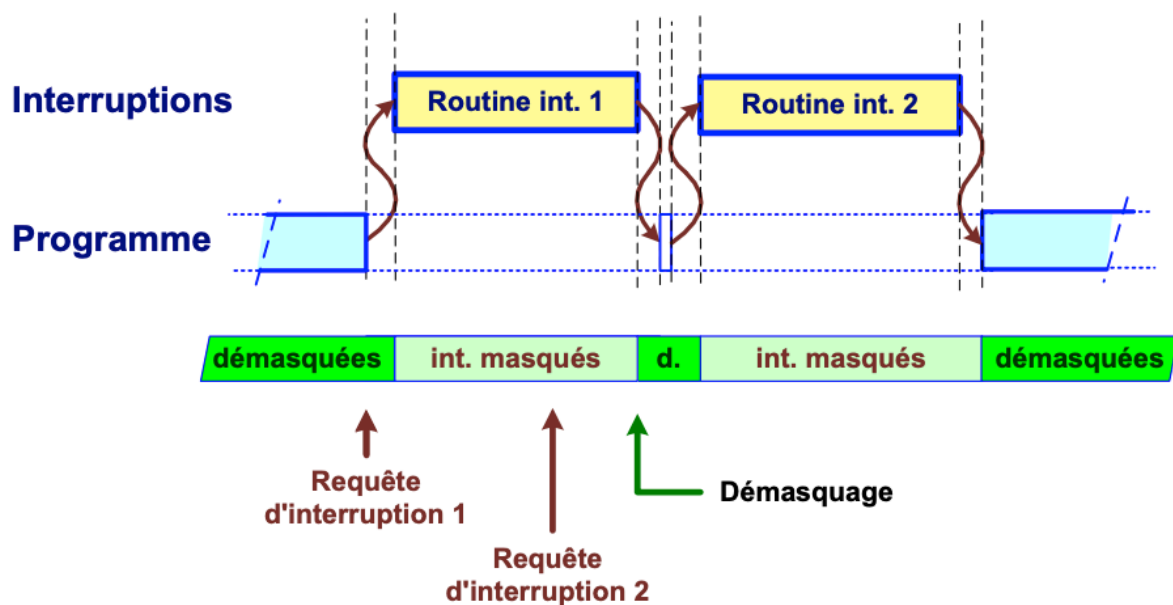 Interruptions
Routine int. 1
Routine int. 2
Programme
démasquées
int. masqués
d.
int. masqués
démasquées
Requête
d'interruption 1
Démasquage
Requête
d'interruption 2